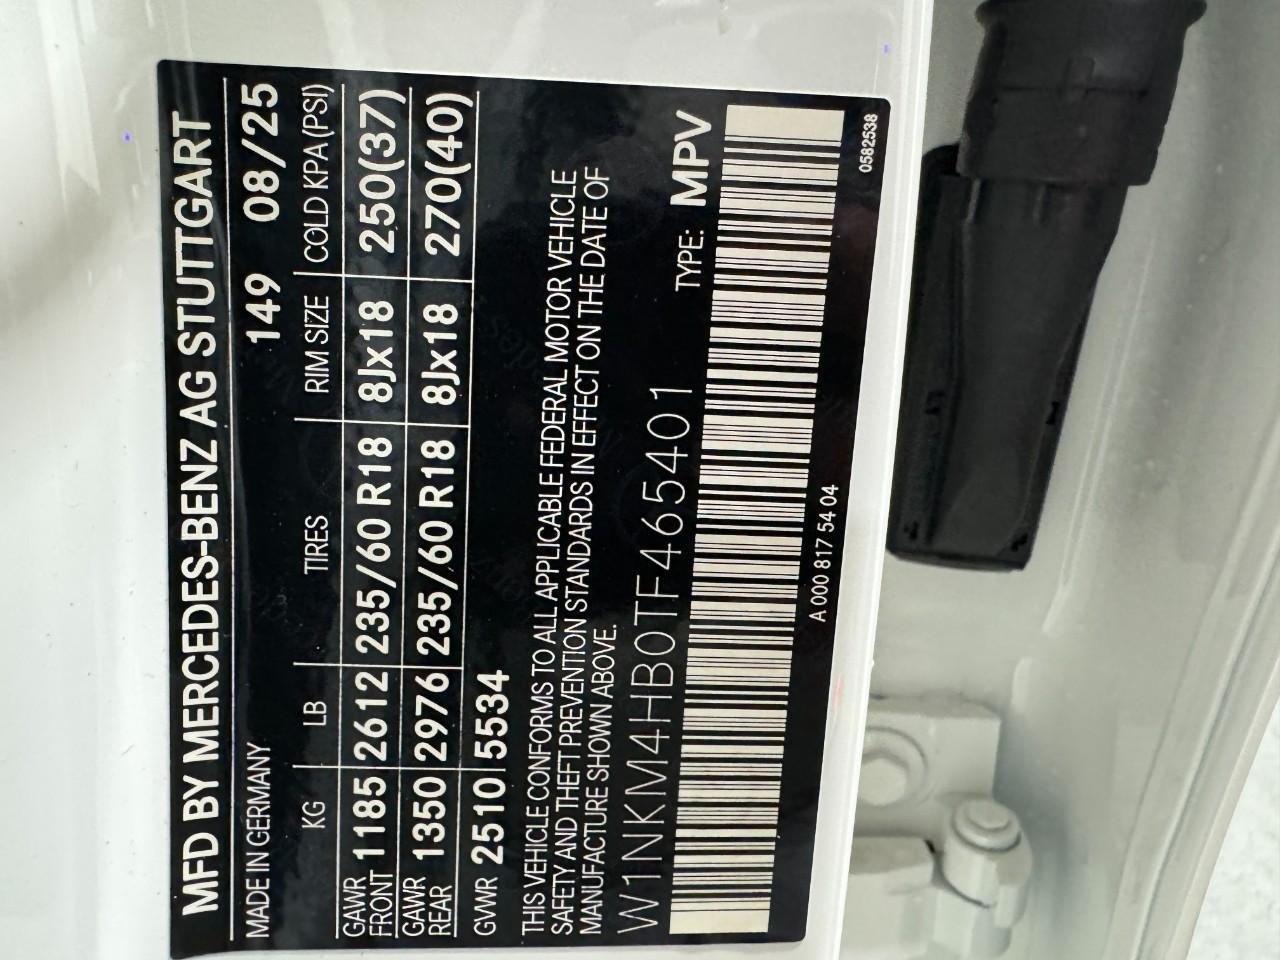 MFD BY MERCEDES-BENZ AG STUTTGART
MADE IN GERMANY 149 08/25
KG LB TIRES RIM SIZE COLD KPA (PSI)
GAWR FRONT 1185 2612 235/60 R18 8Jx18 250(37)
GAWR REAR 1350 2976 235/60 R18 8Jx18 270(40)
GVWR 2510 5534
THIS VEHICLE CONFORMS TO ALL APPLICABLE FEDERAL MOTOR VEHICLE
SAFETY AND THEFT PREVENTION STANDARDS IN EFFECT ON THE DATE OF
MANUFACTURE SHOWN ABOVE.
W1NKM4HB0TF465401 TYPE: MPV
A 000 817 54 04 0582538